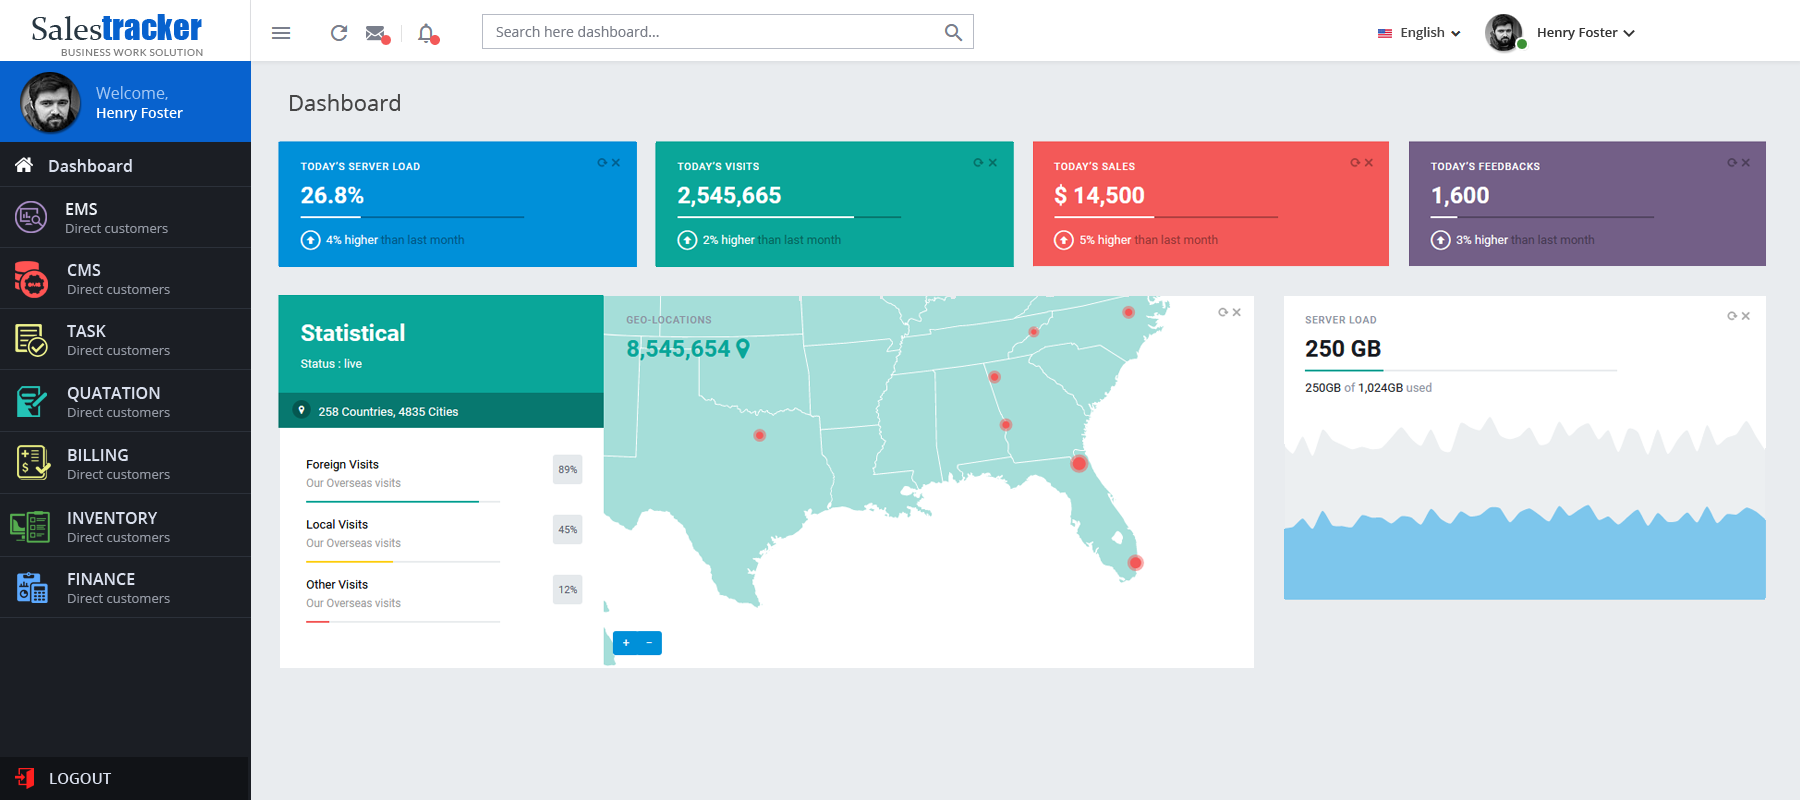 Salestracker
BUSINESS WORK SOLUTION
Search here dashboard...
English
Henry Foster
Welcome,
Henry Foster
Dashboard
EMS
Direct customers
CMS
Direct customers
TASK
Direct customers
QUATATION
Direct customers
BILLING
Direct customers
INVENTORY
Direct customers
FINANCE
Direct customers
LOGOUT
Dashboard
TODAY'S SERVER LOAD
26.8%
4% higher than last month
TODAY'S VISITS
2,545,665
2% higher than last month
TODAY'S SALES
$ 14,500
5% higher than last month
TODAY'S FEEDBACKS
1,600
3% higher than last month
Statistical
Status : live
258 Countries, 4835 Cities
Foreign Visits
89%
Our Overseas visits
Local Visits
45%
Our Overseas visits
Other Visits
12%
Our Overseas visits
GEO-LOCATIONS
8,545,654
+ −
SERVER LOAD
250 GB
250GB of 1,024GB used